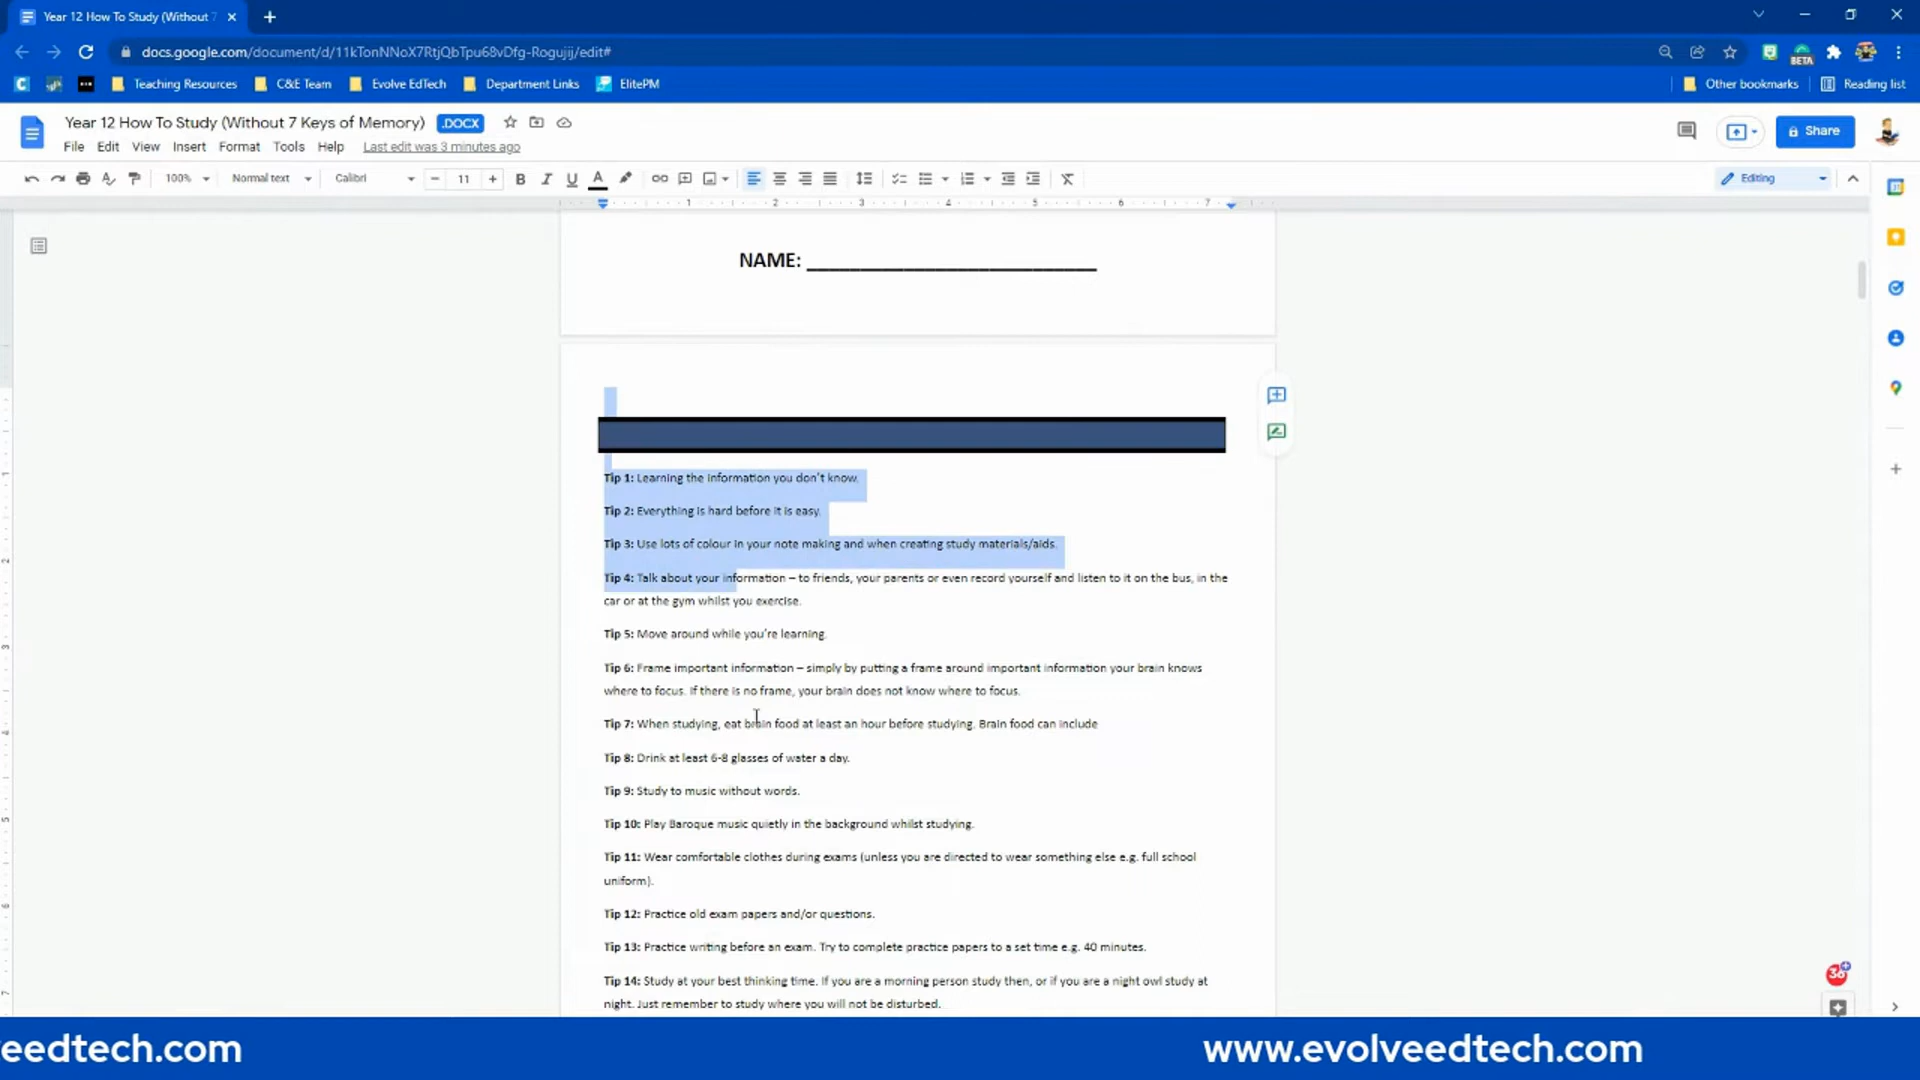 Year 12 How To Study (Without 7
docs.google.com/document/d/11kTonNNoX7RtjQbTpu68vDfg-Rogujij/edit#
BETA
Teaching Resources
C&E Team
Evolve EdTech
Department Links
ElitePM
Other bookmarks
Reading list
Year 12 How To Study (Without 7 Keys of Memory)
.DOCX
Share
File Edit View Insert Format Tools Help Last edit was 3 minutes ago
100% Normal text Calibri 11 B I U A Editing
1 2 3 4 5 6 7
NAME: ___________________________
Tip 1: Learning the information you don't know.
Tip 2: Everything is hard before it is easy.
Tip 3: Use lots of colour in your note making and when creating study materials/aids.
Tip 4: Talk about your information – to friends, your parents or even record yourself and listen to it on the bus, in the
car or at the gym whilst you exercise.
Tip 5: Move around while you're learning.
Tip 6: Frame important information – simply by putting a frame around important information your brain knows
where to focus. If there is no frame, your brain does not know where to focus.
Tip 7: When studying, eat brain food at least an hour before studying. Brain food can include
Tip 8: Drink at least 6-8 glasses of water a day.
Tip 9: Study to music without words.
Tip 10: Play Baroque music quietly in the background whilst studying.
Tip 11: Wear comfortable clothes during exams (unless you are directed to wear something else e.g. full school
uniform).
Tip 12: Practice old exam papers and/or questions.
Tip 13: Practice writing before an exam. Try to complete practice papers to a set time e.g. 40 minutes.
Tip 14: Study at your best thinking time. If you are a morning person study then, or if you are a night owl study at
night. Just remember to study where you will not be disturbed.
veedtech.com
www.evolveedtech.com